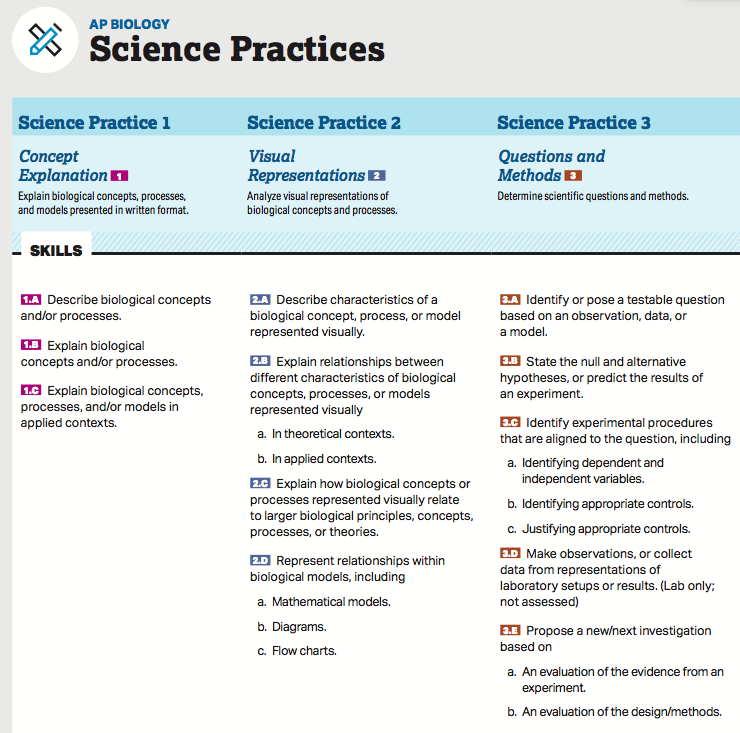 AP BIOLOGY
Science Practices
Science Practice 1
Science Practice 2
Science Practice 3
Concept
Explanation 1
Explain biological concepts, processes,
and models presented in written format.
Visual
Representations 2
Analyze visual representations of
biological concepts and processes.
Questions and
Methods 3
Determine scientific questions and methods.
SKILLS
1.A Describe biological concepts
and/or processes.
1.B Explain biological
concepts and/or processes.
1.C Explain biological concepts,
processes, and/or models in
applied contexts.
2.A Describe characteristics of a
biological concept, process, or model
represented visually.
2.B Explain relationships between
different characteristics of biological
concepts, processes, or models
represented visually
a. In theoretical contexts.
b. In applied contexts.
2.C Explain how biological concepts or
processes represented visually relate
to larger biological principles, concepts,
processes, or theories.
2.D Represent relationships within
biological models, including
a. Mathematical models.
b. Diagrams.
c. Flow charts.
3.A Identify or pose a testable question
based on an observation, data, or
a model.
3.B State the null and alternative
hypotheses, or predict the results of
an experiment.
3.C Identify experimental procedures
that are aligned to the question, including
a. Identifying dependent and
independent variables.
b. Identifying appropriate controls.
c. Justifying appropriate controls.
3.D Make observations, or collect
data from representations of
laboratory setups or results. (Lab only;
not assessed)
3.E Propose a new/next investigation
based on
a. An evaluation of the evidence from an
experiment.
b. An evaluation of the design/methods.